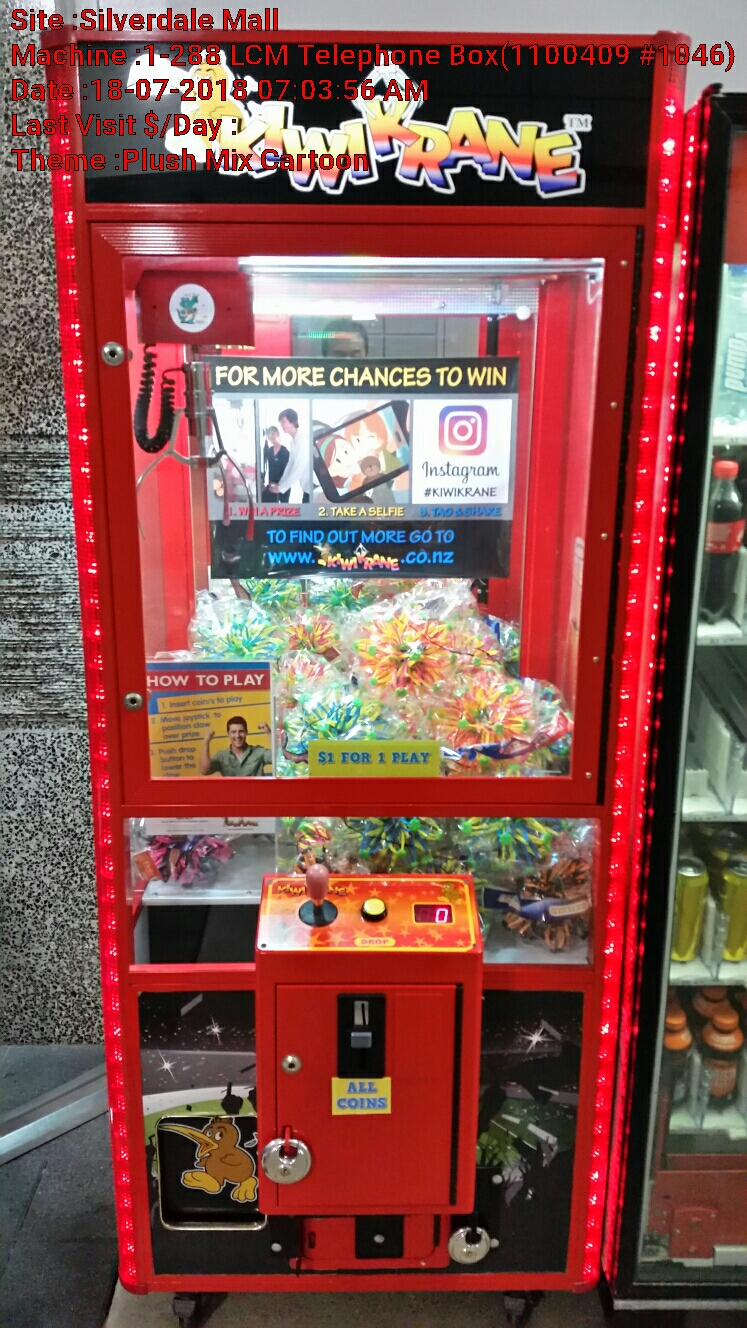 Site :Silverdale Mall
Machine :1-288 LCM Telephone Box(1100409 #1046)
Date :18-07-2018 07:03:56 AM
Last Visit $/Day :
Theme :Plush Mix Cartoon
KIWIKRANE™
FOR MORE CHANCES TO WIN
Instagram
#KIWIKRANE
1. WIN A PRIZE 2. TAKE A SELFIE 3. TAG & SHARE
TO FIND OUT MORE GO TO
www.KIWIKRANE.co.nz
HOW TO PLAY
1. Insert coin/s to play
2. Move joystick to
position claw
over prize
3. Push drop
button to
lower the
$1 FOR 1 PLAY
KIWIKRANE
0
DROP
ALL
COINS
pump